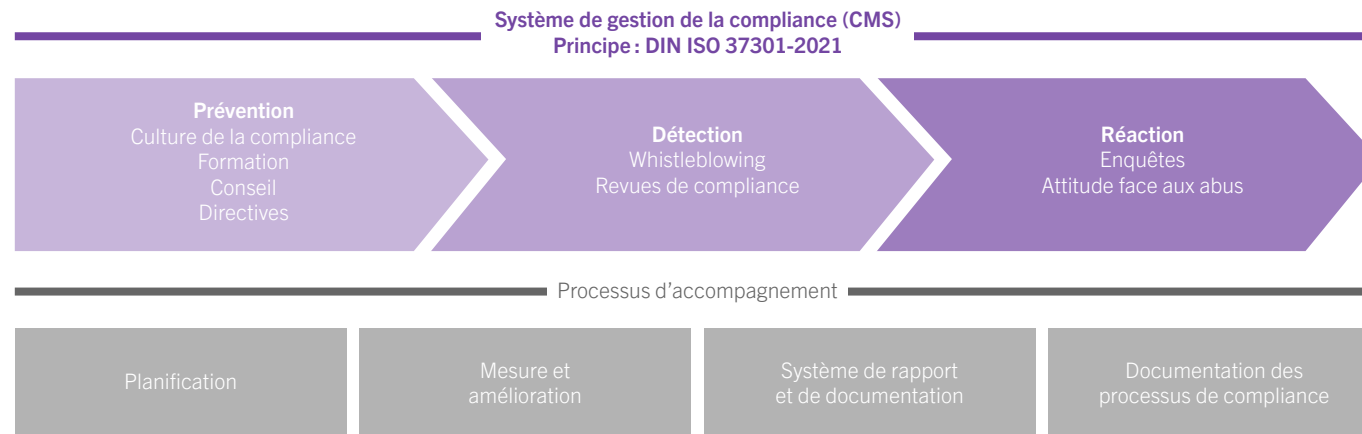 Système de gestion de la compliance (CMS)
Principe : DIN ISO 37301-2021
Prévention
Culture de la compliance
Formation
Conseil
Directives
Détection
Whistleblowing
Revues de compliance
Réaction
Enquêtes
Attitude face aux abus
Processus d’accompagnement
Planification
Mesure et
amélioration
Système de rapport
et de documentation
Documentation des
processus de compliance